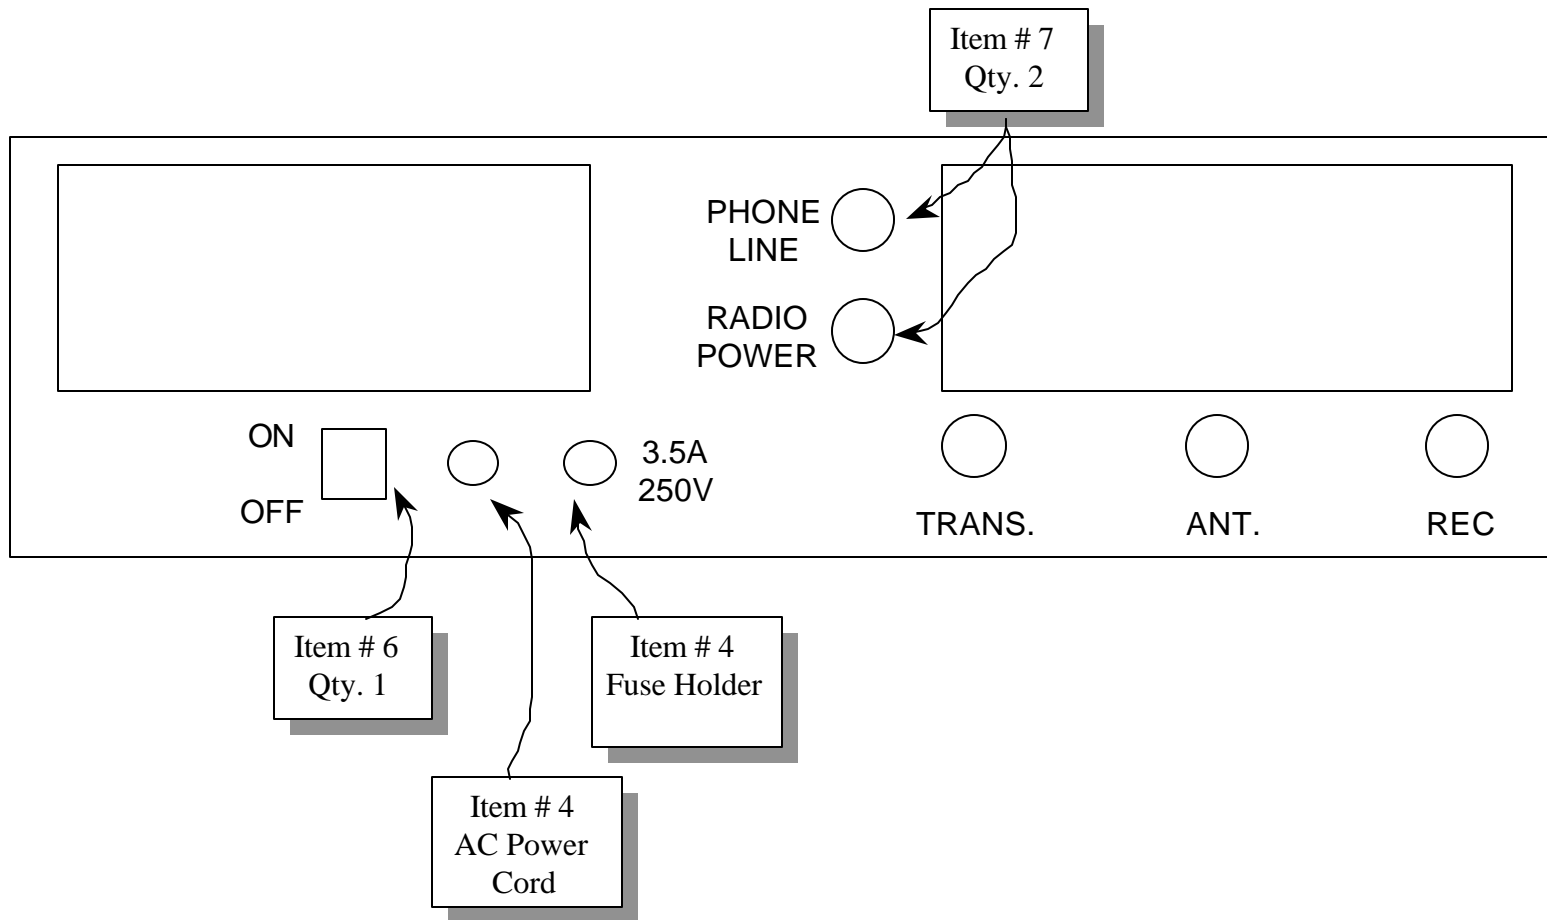 Item # 7
Qty. 2
PHONE
LINE
RADIO
POWER
ON
OFF
3.5A
250V
TRANS.
ANT.
REC
Item # 6
Qty. 1
Item # 4
Fuse Holder
Item # 4
AC Power
Cord